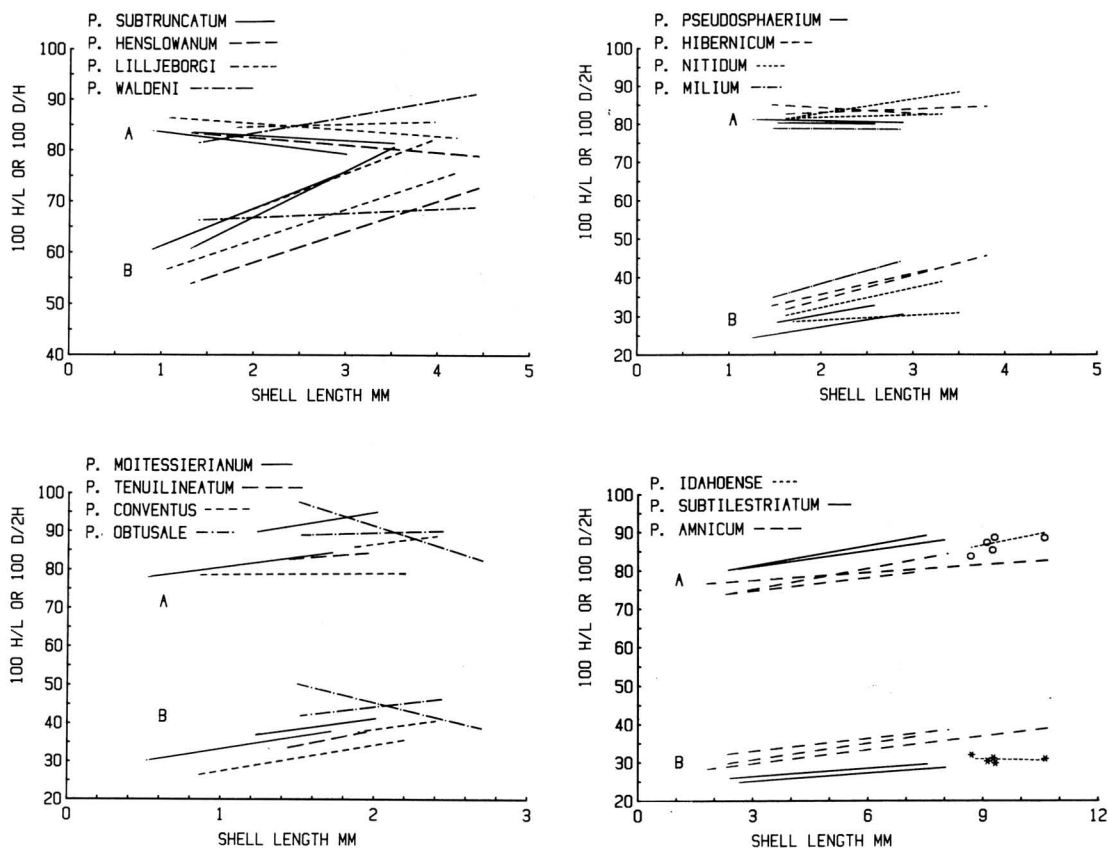 P. SUBTRUNCATUM
P. HENSLOWANUM
P. LILLJEBORGI
P. WALDENI
100 H/L OR 100 D/H
100
90
80
70
60
50
40
A
B
0 1 2 3 4 5
SHELL LENGTH MM
P. PSEUDOSPHAERIUM
P. HIBERNICUM
P. NITIDUM
P. MILIUM
100 H/L OR 100 D/2H
100
90
80
70
60
50
40
30
20
A
B
0 1 2 3 4 5
SHELL LENGTH MM
P. MOITESSIERIANUM
P. TENUILINEATUM
P. CONVENTUS
P. OBTUSALE
100 H/L OR 100 D/2H
100
90
80
70
60
50
40
30
20
A
B
0 1 2 3
SHELL LENGTH MM
P. IDAHOENSE
P. SUBTILESTRIATUM
P. AMNICUM
100 H/L OR 100 D/2H
100
90
80
70
60
50
40
30
20
A
B
0 3 6 9 12
SHELL LENGTH MM